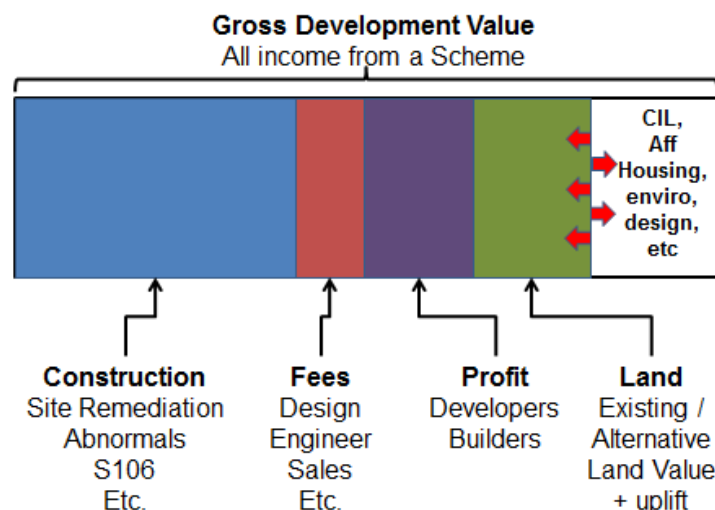 Gross Development Value
All income from a Scheme
CIL,
Aff
Housing,
enviro,
design,
etc
Construction
Site Remediation
Abnormals
S106
Etc.
Fees
Design
Engineer
Sales
Etc.
Profit
Developers
Builders
Land
Existing /
Alternative
Land Value
+ uplift